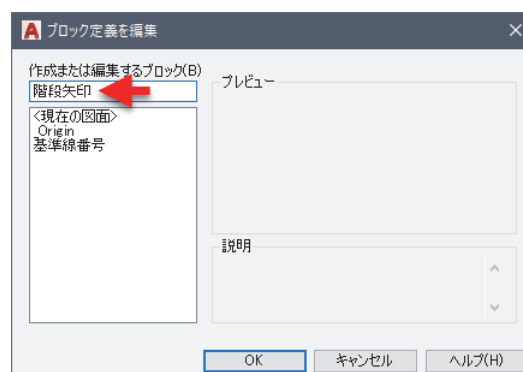 ブロック定義を編集
作成または編集するブロック(B)
階段矢印
プレビュー
<現在の図面>
_Origin
基準線番号
説明
OK
キャンセル
ヘルプ(H)